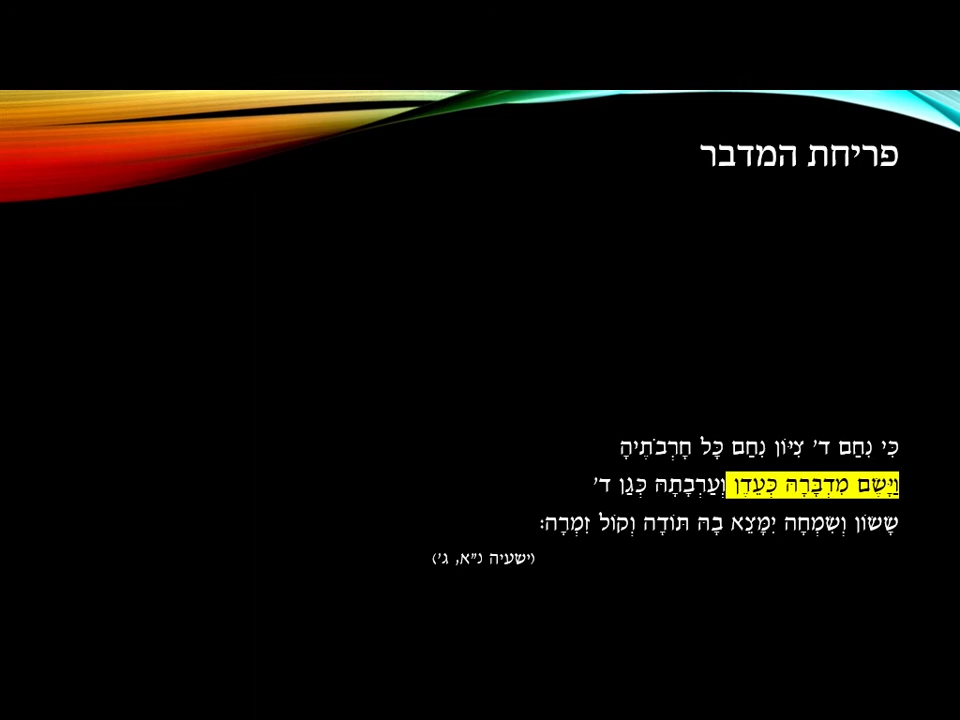 פריחת המדבר
כִּי נִחַם ד' צִיּוֹן נִחַם כָּל חָרְבֹתֶיהָ
וַיָּשֶׂם מִדְבָּרָהּ כְּעֵדֶן וְעַרְבָתָהּ כְּגַן ד'
שָׂשׂוֹן וְשִׂמְחָה יִמָּצֵא בָהּ תּוֹדָה וְקוֹל זִמְרָה:
(ישעיה נ"א, ג')